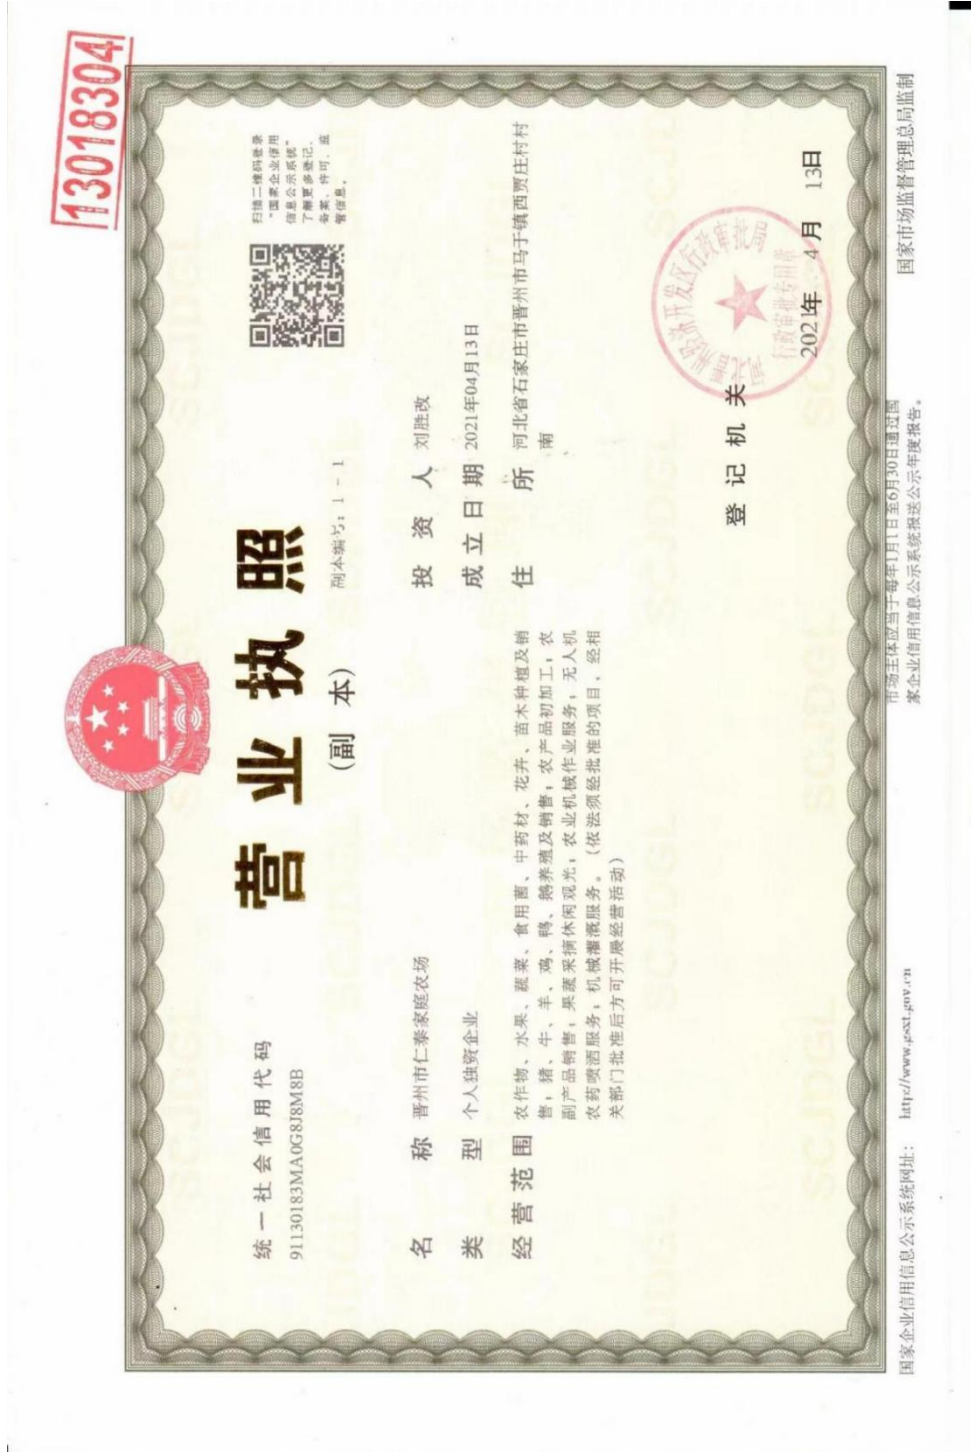 13018304
扫描二维码登录
“国家企业信用
信息公示系统”
了解更多登记、
备案、许可、监
管信息。
统一社会信用代码
91130183MA0G8J8M8B
营业执照
(副 本)
副本编号: 1 - 1
名 称 晋州市仁泰家庭农场
类 型 个人独资企业
经营范围 农作物、水果、蔬菜、食用菌、中药材、花卉、苗木种植及销
售;猪、牛、羊、鸡、鸭、鹅养殖及销售;农产品初加工;农
副产品销售;果蔬采摘休闲观光;农业机械作业服务;无人机
农药喷洒服务;机械灌溉服务。(依法须经批准的项目,经相
关部门批准后方可开展经营活动)
投 资 人 刘胜改
成立日期 2021年04月13日
住 所 河北省石家庄市晋州市马于镇西贾庄村村
南
登记机关
行政审批专用章
2021年 4月 13日
国家企业信用信息公示系统网址: http://www.gsxt.gov.cn
市场主体应当于每年1月1日至6月30日通过国
家企业信用信息公示系统报送公示年度报告。
国家市场监督管理总局监制